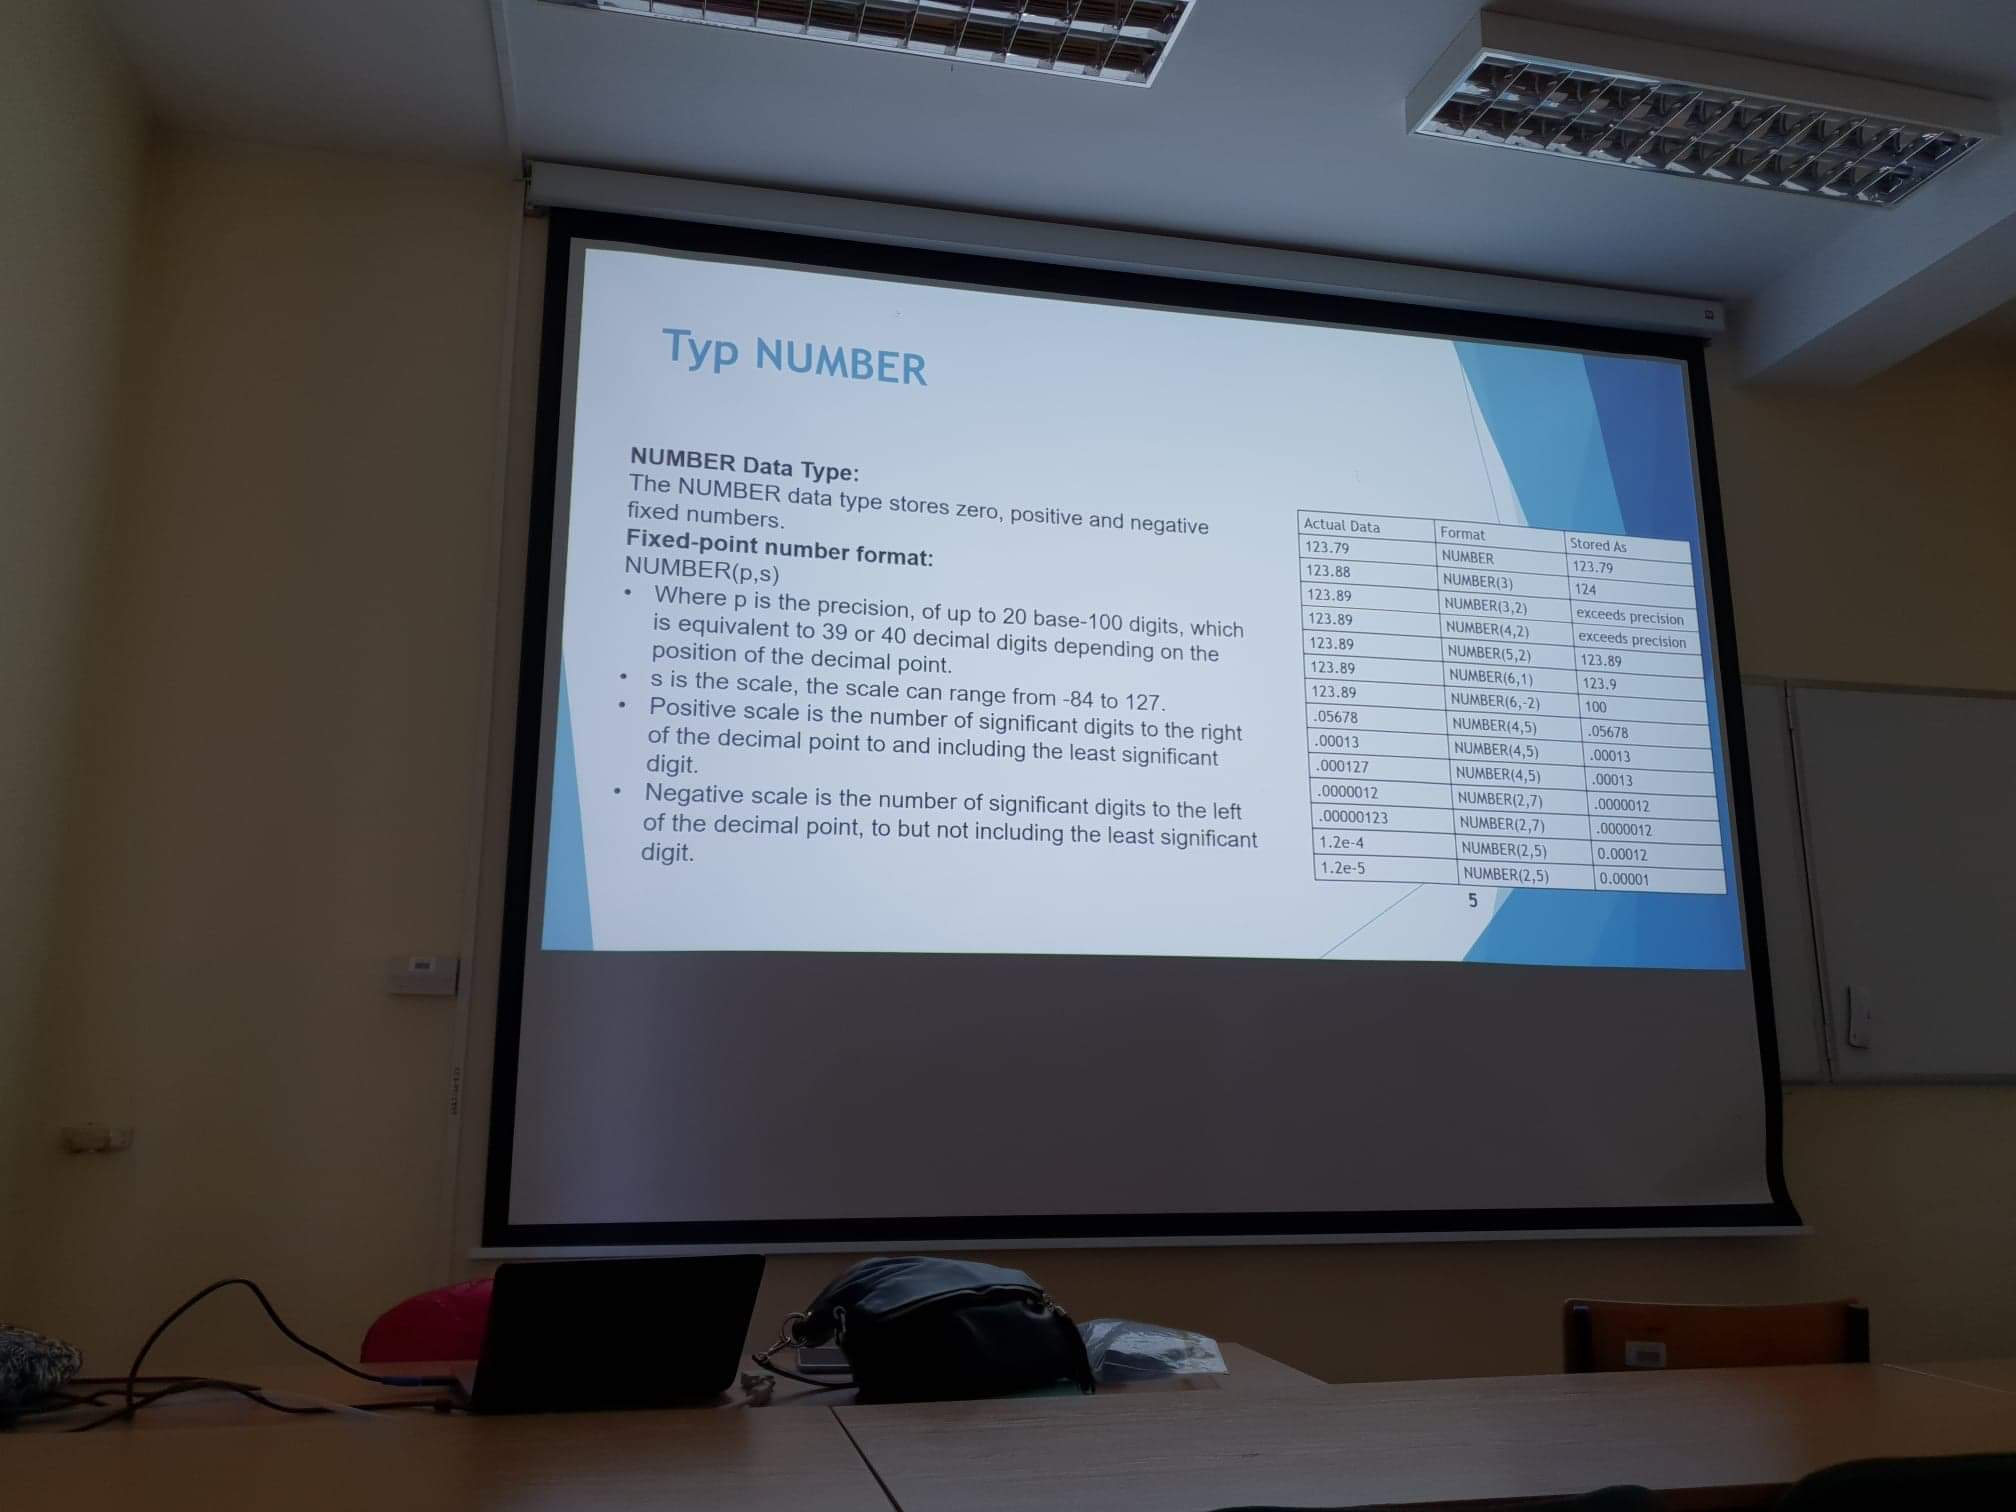 Typ NUMBER
NUMBER Data Type:
The NUMBER data type stores zero, positive and negative
fixed numbers.
Fixed-point number format:
NUMBER(p,s)
• Where p is the precision, of up to 20 base-100 digits, which
is equivalent to 39 or 40 decimal digits depending on the
position of the decimal point.
• s is the scale, the scale can range from -84 to 127.
• Positive scale is the number of significant digits to the right
of the decimal point to and including the least significant
digit.
• Negative scale is the number of significant digits to the left
of the decimal point, to but not including the least significant
digit.
Actual Data Format Stored As
123.79 NUMBER 123.79
123.88 NUMBER(3) 124
123.89 NUMBER(3,2) exceeds precision
123.89 NUMBER(4,2) exceeds precision
123.89 NUMBER(5,2) 123.89
123.89 NUMBER(6,1) 123.9
123.89 NUMBER(6,-2) 100
.05678 NUMBER(4,5) .05678
.00013 NUMBER(4,5) .00013
.000127 NUMBER(4,5) .00013
.0000012 NUMBER(2,7) .0000012
.00000123 NUMBER(2,7) .0000012
1.2e-4 NUMBER(2,5) 0.00012
1.2e-5 NUMBER(2,5) 0.00001
5